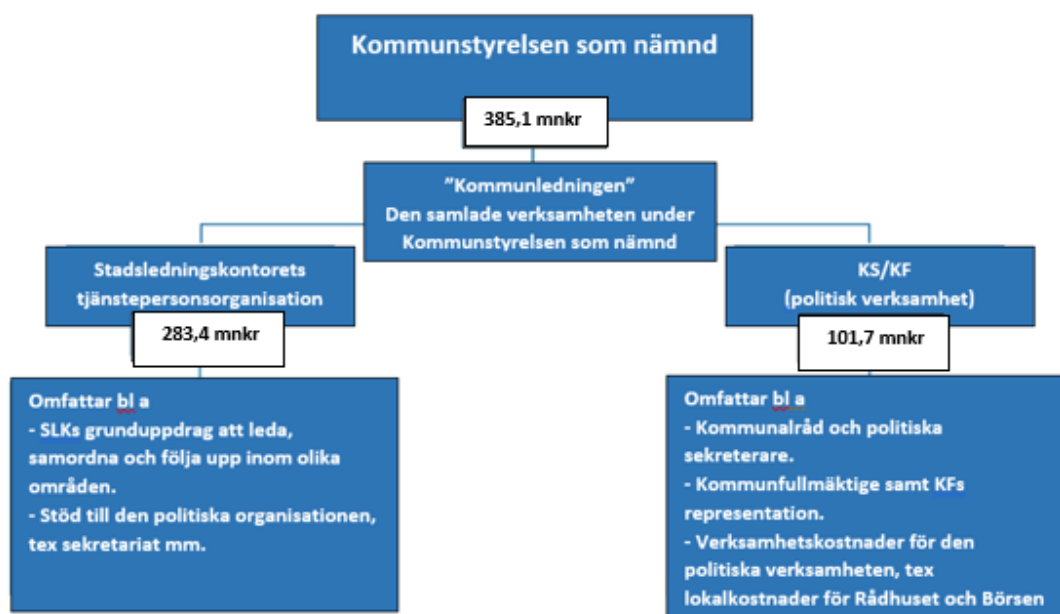 Kommunstyrelsen som nämnd
385,1 mnkr
”Kommunledningen”
Den samlade verksamheten under
Kommunstyrelsen som nämnd
Stadsledningskontorets
tjänstepersonsorganisation
283,4 mnkr
KS/KF
(politisk verksamhet)
101,7 mnkr
Omfattar bl a
- SLKs grunduppdrag att leda,
samordna och följa upp inom olika
områden.
- Stöd till den politiska organisationen,
tex sekretariat mm.
Omfattar bl a
- Kommunalråd och politiska
sekreterare.
- Kommunfullmäktige samt KFs
representation.
- Verksamhetskostnader för den
politiska verksamheten, tex
lokalkostnader för Rådhuset och Börsen